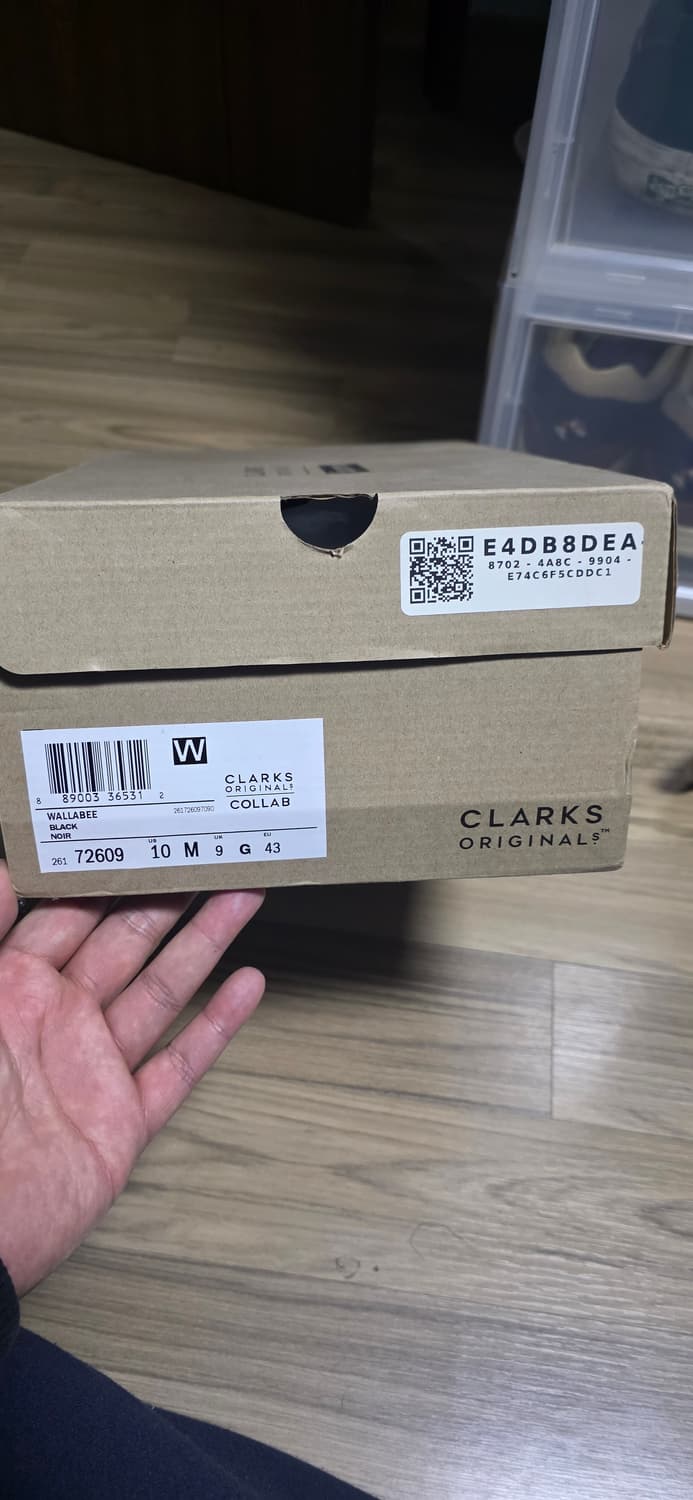 E4DB8DEA-
8702 - 4A8C - 9904 -
E74C6F5CDDC1
W
CLARKS
ORIGINALS
COLLAB
8 89003 36531 2
WALLABEE
261726097090
BLACK
NOIR
US UK EU
261 72609 10 M 9 G 43
CLARKS
ORIGINALS™